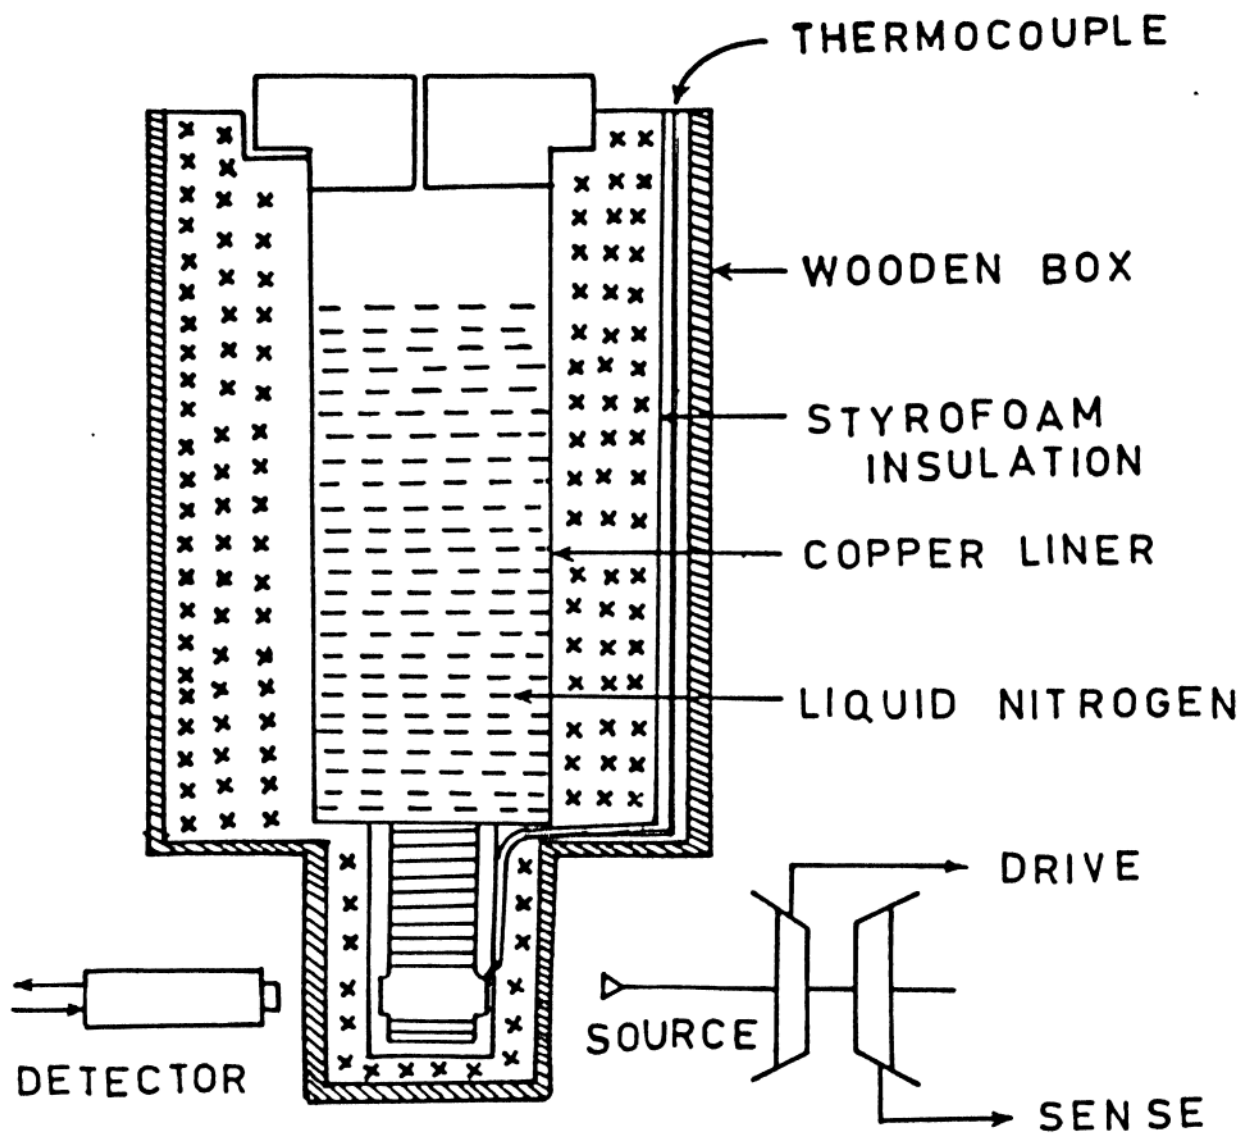 THERMOCOUPLE
WOODEN BOX
STYROFOAM
INSULATION
COPPER LINER
LIQUID NITROGEN
DRIVE
SOURCE
DETECTOR
SENSE